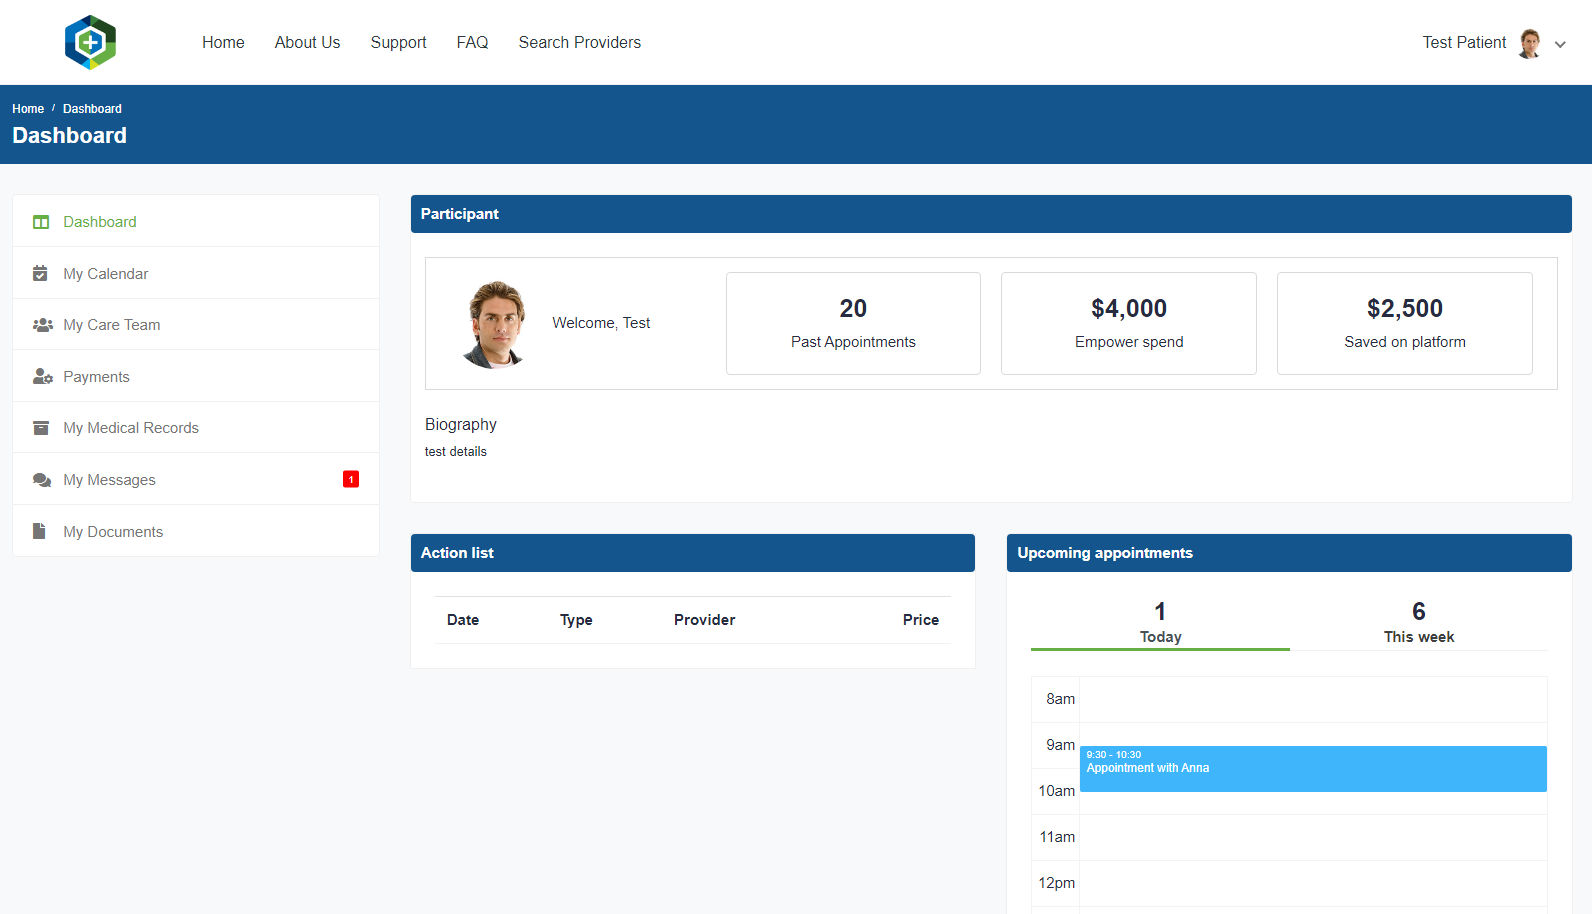 Home About Us Support FAQ Search Providers Test Patient
Home / Dashboard
Dashboard
Dashboard
My Calendar
My Care Team
Payments
My Medical Records
My Messages 1
My Documents
Participant
Welcome, Test
20
Past Appointments
$4,000
Empower spend
$2,500
Saved on platform
Biography
test details
Action list
Date Type Provider Price
Upcoming appointments
1
Today
6
This week
8am
9am
9:30 - 10:30
Appointment with Anna
10am
11am
12pm